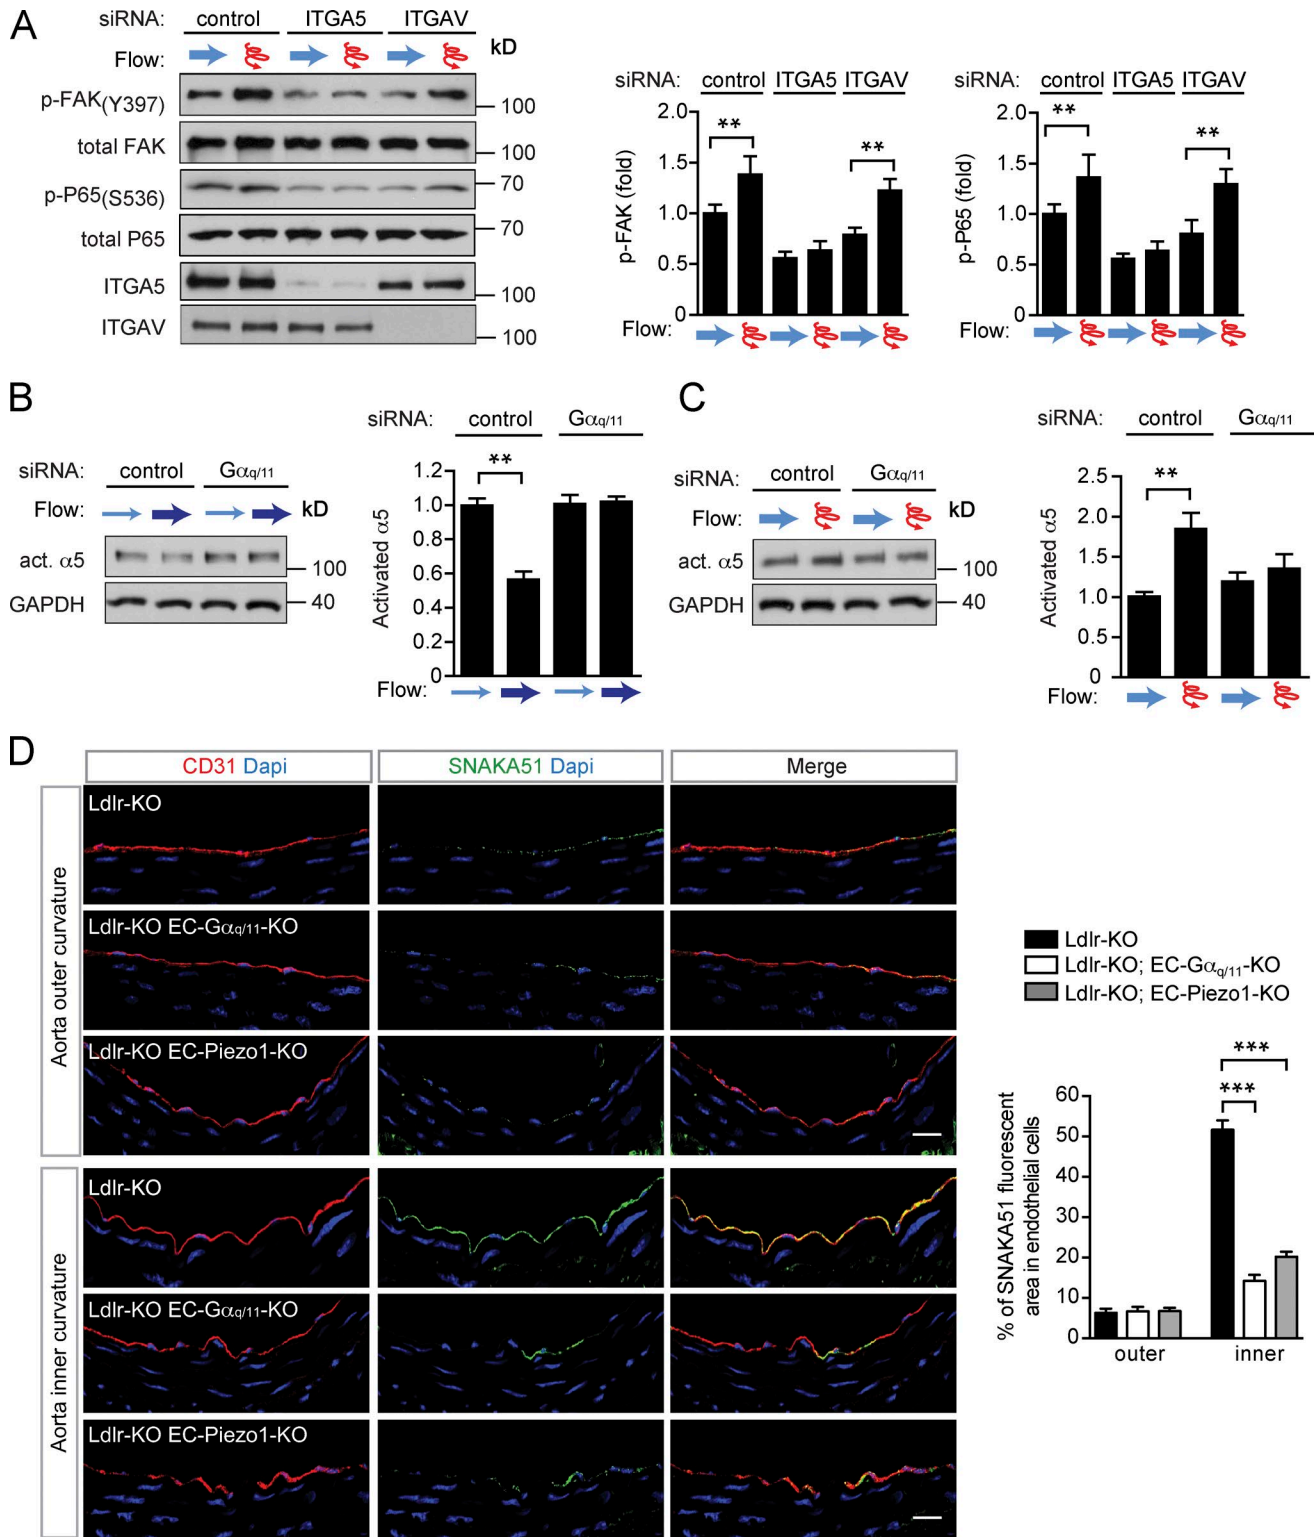 A
siRNA: control ITGA5 ITGAV
Flow: kD
p-FAK(Y397) 100
total FAK 100
p-P65(S536) 70
total P65 70
ITGA5 100
ITGAV 100
siRNA: control ITGA5 ITGAV
2.0
**
**
1.5
1.0
0.5
0
p-FAK (fold)
Flow:
siRNA: control ITGA5 ITGAV
2.0
**
**
1.5
1.0
0.5
0
p-P65 (fold)
Flow:
B
siRNA: control Gαq/11
Flow: kD
act. α5 100
GAPDH 40
siRNA: control Gαq/11
1.2
**
1.0
0.8
0.6
0.4
0.2
0
Activated α5
Flow:
C
siRNA: control Gαq/11
Flow: kD
act. α5 100
GAPDH 40
siRNA: control Gαq/11
2.5
**
2.0
1.5
1.0
0.5
0
Activated α5
Flow:
D
CD31 Dapi SNAKA51 Dapi Merge
Aorta outer curvature
Ldlr-KO
Ldlr-KO EC-Gαq/11-KO
Ldlr-KO EC-Piezo1-KO
Aorta inner curvature
Ldlr-KO
Ldlr-KO EC-Gαq/11-KO
Ldlr-KO EC-Piezo1-KO
Ldlr-KO
Ldlr-KO; EC-Gαq/11-KO
Ldlr-KO; EC-Piezo1-KO
***
***
60
50
40
30
20
10
0
% of SNAKA51 fluorescent
area in endothelial cells
outer inner